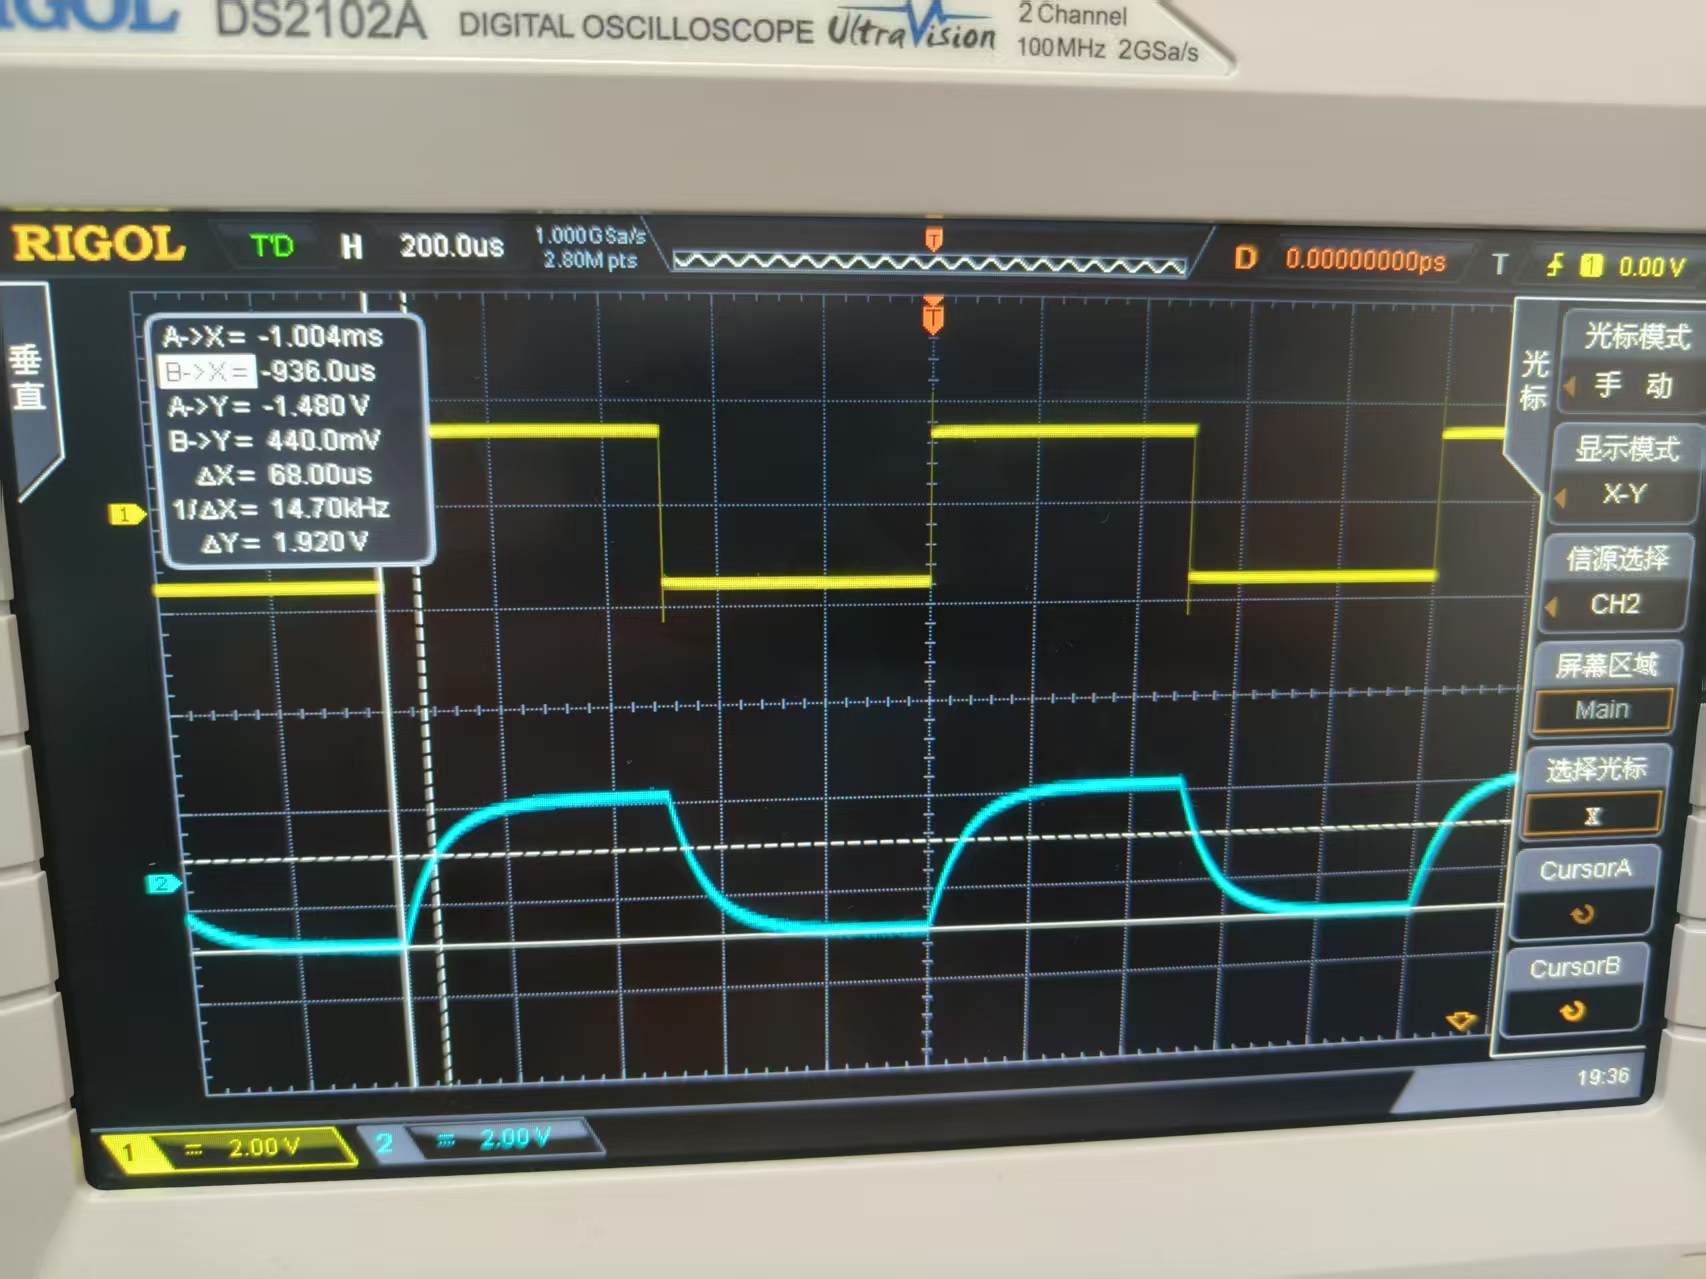 RIGOL DS2102A DIGITAL OSCILLOSCOPE UltraVision 2 Channel
100MHz 2GSa/s
RIGOL T'D H 200.0us 1.000GSa/s
2.80M pts
T
D 0.00000000ps T 1 0.00V
垂直
A->X= -1.004ms
B->X= -936.0us
A->Y= -1.480V
B->Y= 440.0mV
ΔX= 68.00us
1/ΔX= 14.70kHz
ΔY= 1.920V
T
1
2
光标
光标模式
手 动
显示模式
X-Y
信源选择
CH2
屏幕区域
Main
选择光标
X
CursorA
CursorB
19:36
1 = 2.00V 2 = 2.00V